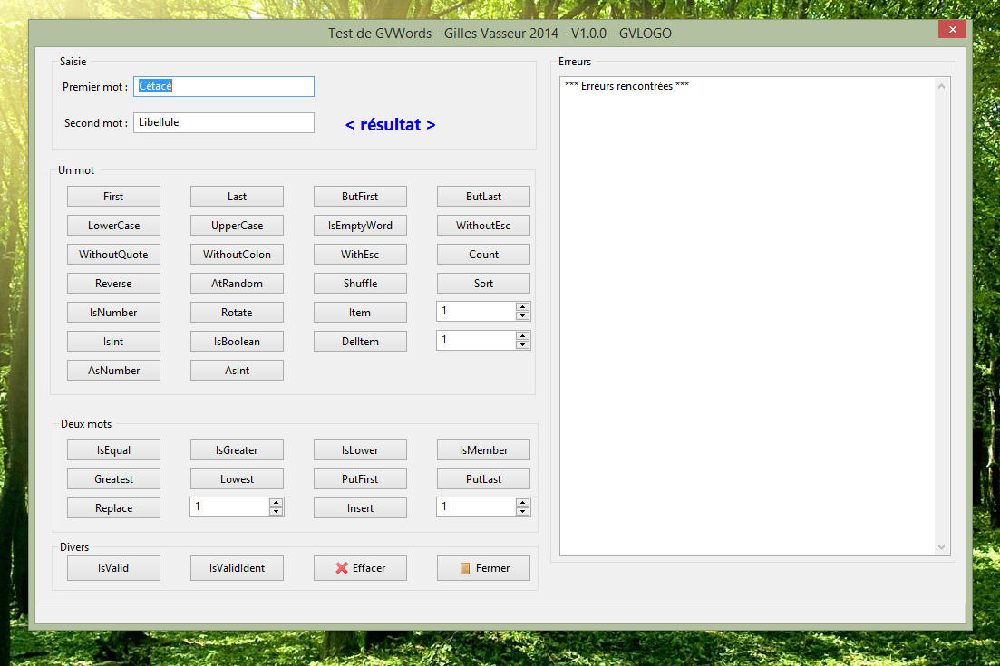 Test de GVWords - Gilles Vasseur 2014 - V1.0.0 - GVLOGO
Saisie
Premier mot : Cétacé
Second mot : Libellule
< résultat >
Un mot
First Last ButFirst ButLast
LowerCase UpperCase IsEmptyWord WithoutEsc
WithoutQuote WithoutColon WithEsc Count
Reverse AtRandom Shuffle Sort
IsNumber Rotate Item 1
IsInt IsBoolean DelItem 1
AsNumber AsInt
Deux mots
IsEqual IsGreater IsLower IsMember
Greatest Lowest PutFirst PutLast
Replace 1 Insert 1
Divers
IsValid IsValidIdent Effacer Fermer
Erreurs
*** Erreurs rencontrées ***